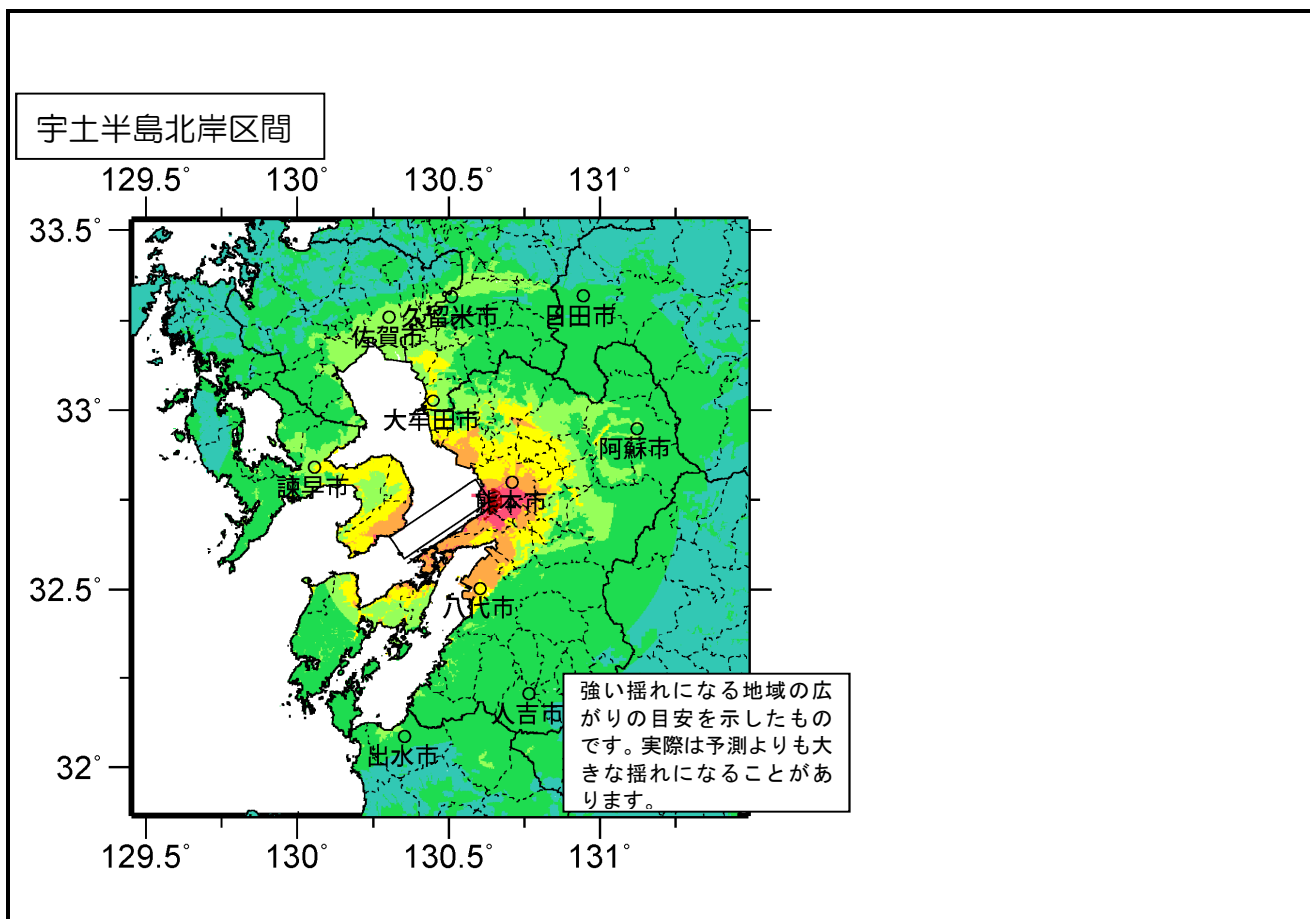 宇土半島北岸区間
129.5° 130° 130.5° 131°
33.5°
久留米市 日田市
佐賀市
33°
大牟田市
阿蘇市
諫早市
熊本市
32.5°
八代市
人吉市
32°
出水市
強い揺れになる地域の広
がりの目安を示したもの
です。実際は予測よりも大
きな揺れになることがあ
ります。
129.5° 130° 130.5° 131°